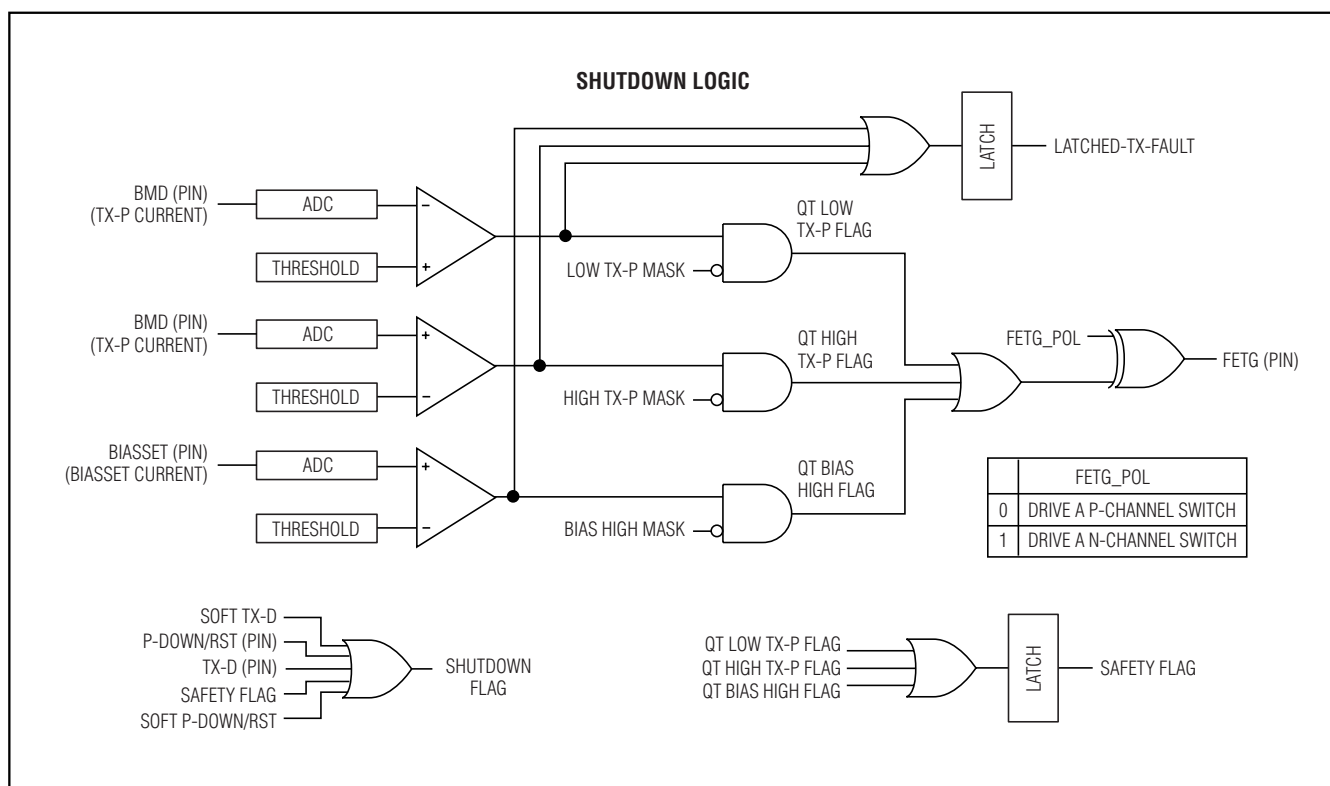 SHUTDOWN LOGIC
LATCH
LATCHED-TX-FAULT
BMD (PIN)
(TX-P CURRENT)
ADC
−
THRESHOLD
+
QT LOW
TX-P FLAG
LOW TX-P MASK
BMD (PIN)
(TX-P CURRENT)
ADC
+
THRESHOLD
−
QT HIGH
TX-P FLAG
HIGH TX-P MASK
FETG_POL
FETG (PIN)
BIASSET (PIN)
(BIASSET CURRENT)
ADC
+
THRESHOLD
−
QT BIAS
HIGH FLAG
BIAS HIGH MASK
FETG_POL
0 DRIVE A P-CHANNEL SWITCH
1 DRIVE A N-CHANNEL SWITCH
SOFT TX-D
P-DOWN/RST (PIN)
TX-D (PIN)
SAFETY FLAG
SOFT P-DOWN/RST
SHUTDOWN
FLAG
QT LOW TX-P FLAG
QT HIGH TX-P FLAG
QT BIAS HIGH FLAG
LATCH
SAFETY FLAG